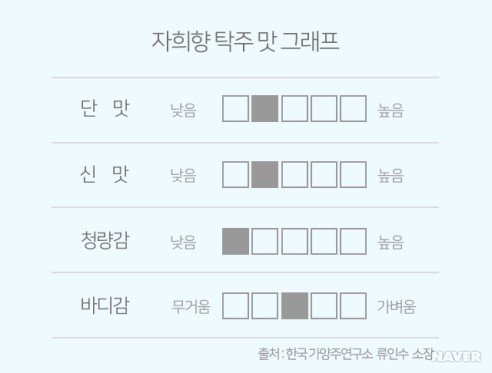 자희향 탁주 맛 그래프
단 맛 낮음 높음
신 맛 낮음 높음
청량감 낮음 높음
바디감 무거움 가벼움
출처 : 한국가양주연구소 류인수 소장
NAVER